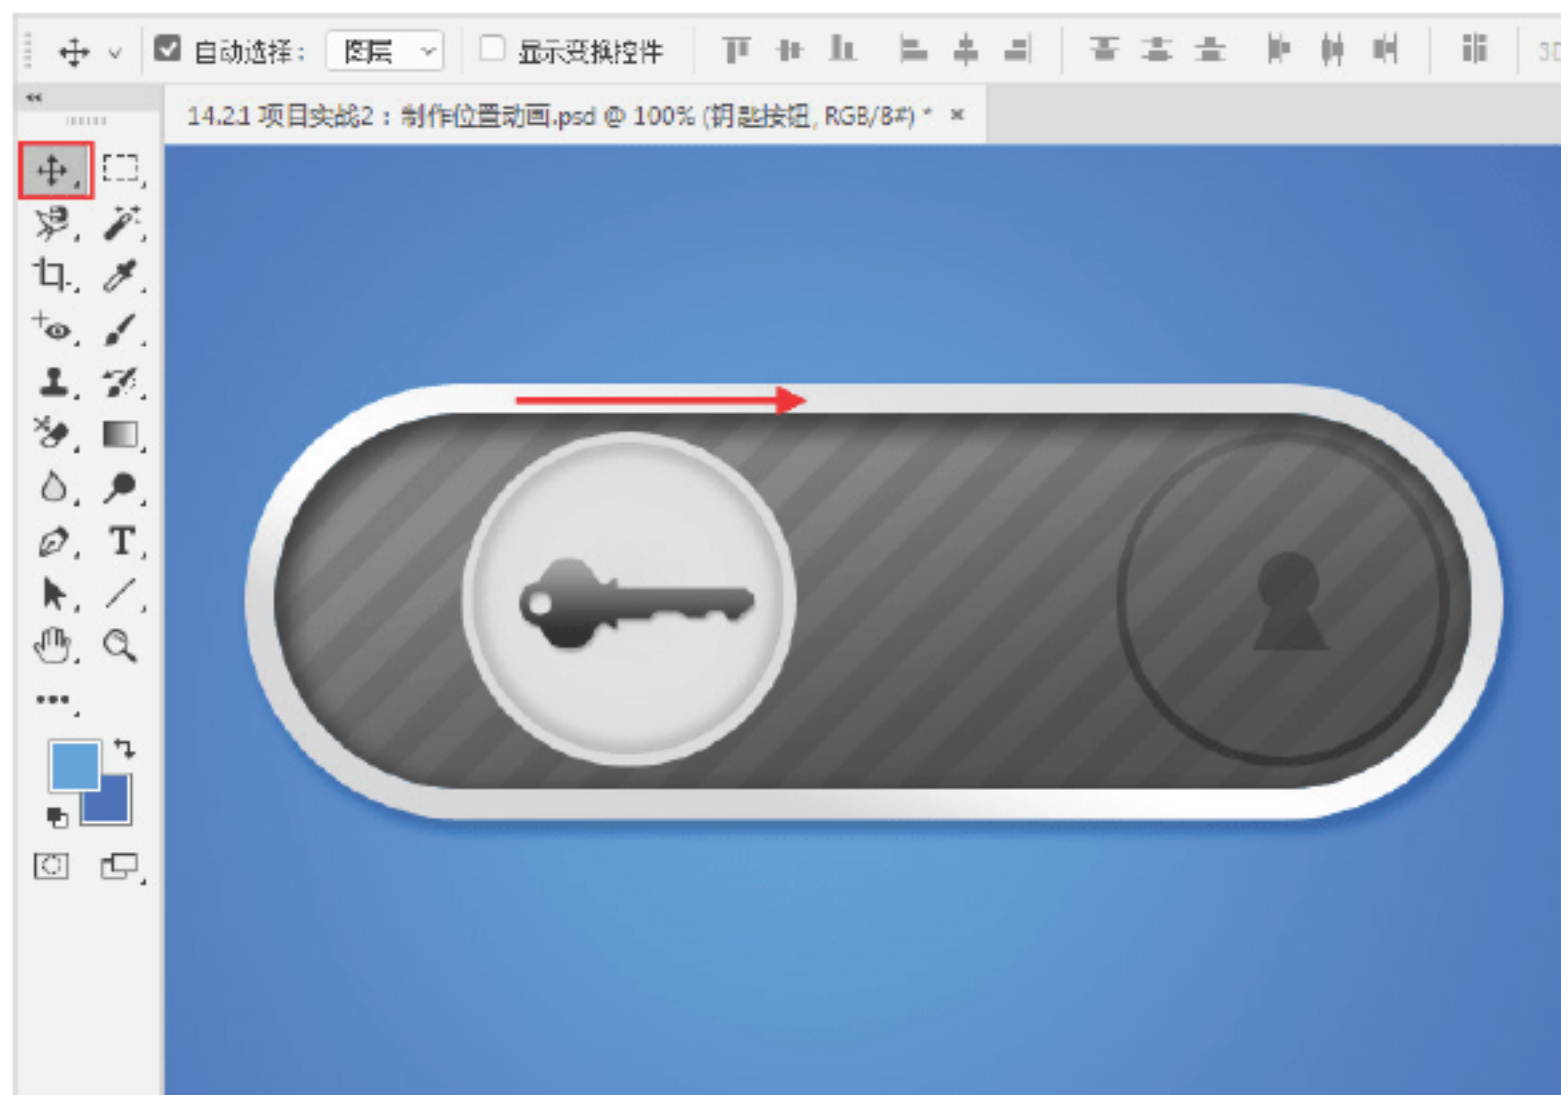 自动选择： 图层 显示变换控件 3D
14.2.1 项目实战2：制作位置动画.psd @ 100% (钥匙按钮, RGB/8#) * ×
T